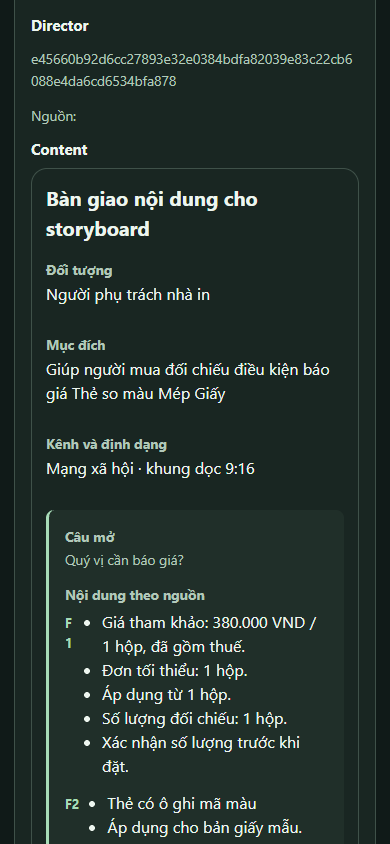 Director
e45660b92d6cc27893e32e0384bdfa82039e83c22cb6
088e4da6cd6534bfa878
Nguồn:
Content
Bàn giao nội dung cho
storyboard
Đối tượng
Người phụ trách nhà in
Mục đích
Giúp người mua đối chiếu điều kiện báo
giá Thẻ so màu Mép Giấy
Kênh và định dạng
Mạng xã hội · khung dọc 9:16
Câu mở
Quý vị cần báo giá?
Nội dung theo nguồn
F1
• Giá tham khảo: 380.000 VND /
1 hộp, đã gồm thuế.
• Đơn tối thiểu: 1 hộp.
• Áp dụng từ 1 hộp.
• Số lượng đối chiếu: 1 hộp.
• Xác nhận số lượng trước khi
đặt.
F2
• Thẻ có ô ghi mã màu
• Áp dụng cho bản giấy mẫu.